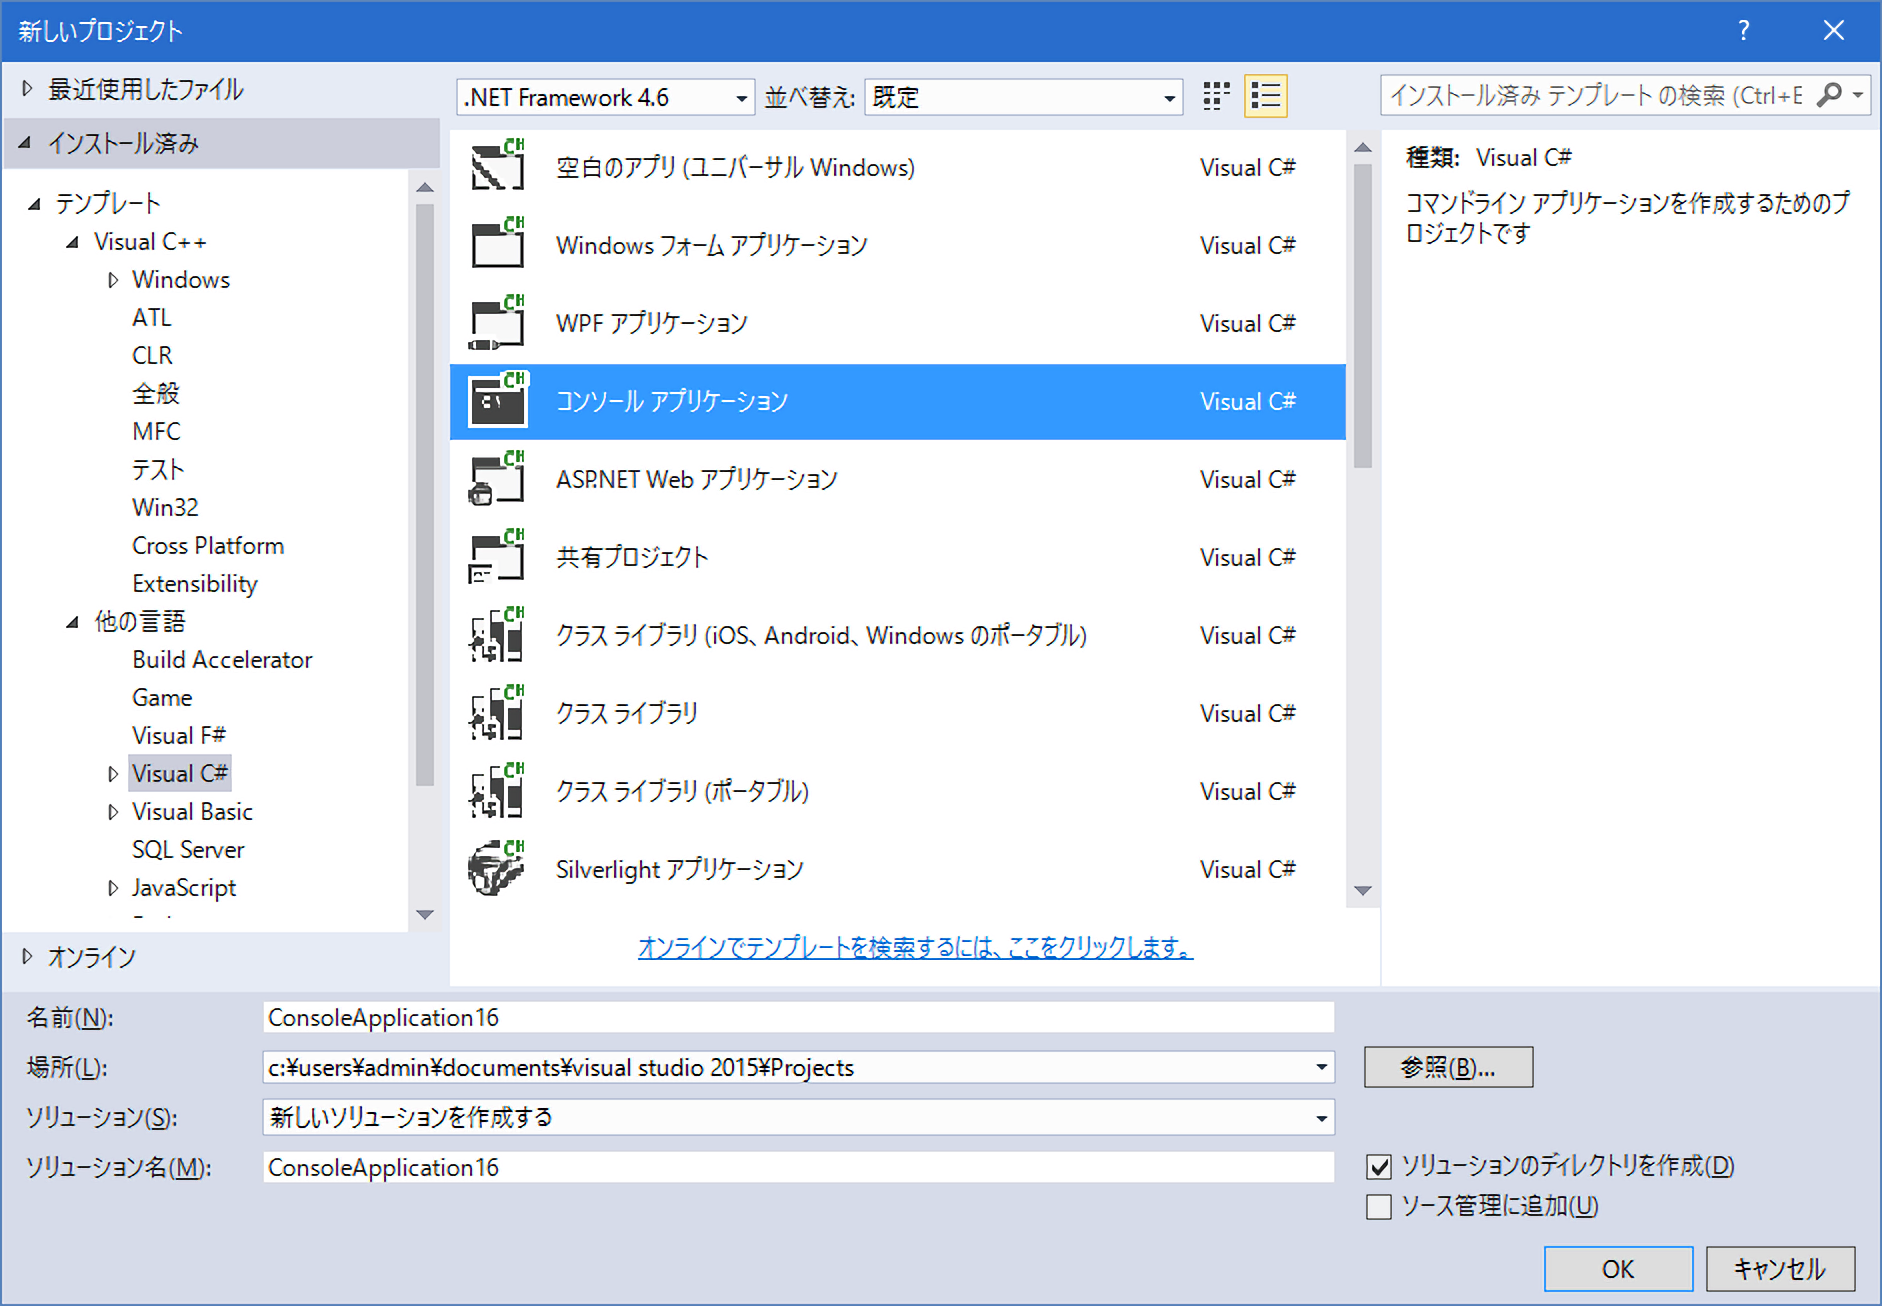 新しいプロジェクト
?
最近使用したファイル
インストール済み
テンプレート
Visual C++
Windows
ATL
CLR
全般
MFC
テスト
Win32
Cross Platform
Extensibility
他の言語
Build Accelerator
Game
Visual F#
Visual C#
Visual Basic
SQL Server
JavaScript
オンライン
.NET Framework 4.6 並べ替え: 既定
インストール済み テンプレート の検索 (Ctrl+E
空白のアプリ (ユニバーサル Windows) Visual C#
Windows フォーム アプリケーション Visual C#
WPF アプリケーション Visual C#
コンソール アプリケーション Visual C#
ASP.NET Web アプリケーション Visual C#
共有プロジェクト Visual C#
クラス ライブラリ (iOS、Android、Windows のポータブル) Visual C#
クラス ライブラリ Visual C#
クラス ライブラリ (ポータブル) Visual C#
Silverlight アプリケーション Visual C#
オンラインでテンプレートを検索するには、ここをクリックします。
種類: Visual C#
コマンドライン アプリケーションを作成するためのプ
ロジェクトです
名前(N): ConsoleApplication16
場所(L): c:¥users¥admin¥documents¥visual studio 2015¥Projects 参照(B)...
ソリューション(S): 新しいソリューションを作成する
ソリューション名(M): ConsoleApplication16
ソリューションのディレクトリを作成(D)
ソース管理に追加(U)
OK キャンセル